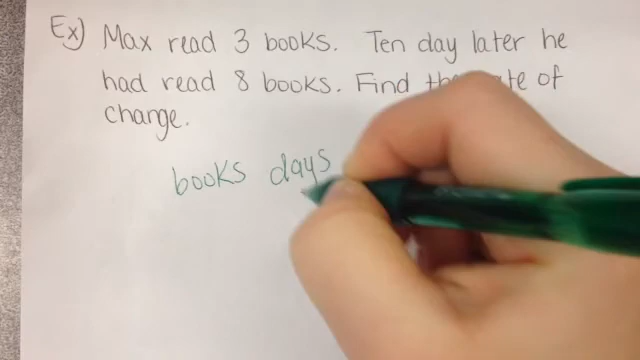 Ex) Max read 3 books. Ten day later he
had read 8 books. Find of
change.
books days